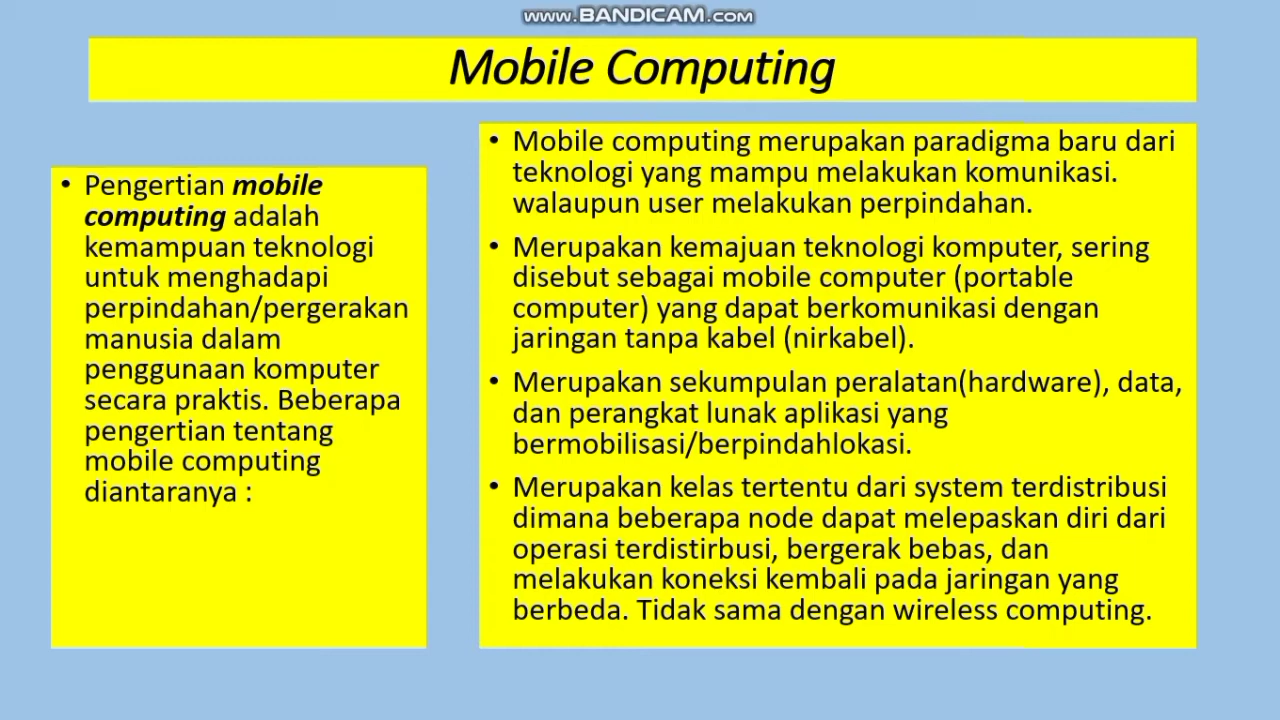 www.BANDICAM.com
Mobile Computing
• Pengertian mobile
computing adalah
kemampuan teknologi
untuk menghadapi
perpindahan/pergerakan
manusia dalam
penggunaan komputer
secara praktis. Beberapa
pengertian tentang
mobile computing
diantaranya :
• Mobile computing merupakan paradigma baru dari
teknologi yang mampu melakukan komunikasi.
walaupun user melakukan perpindahan.
• Merupakan kemajuan teknologi komputer, sering
disebut sebagai mobile computer (portable
computer) yang dapat berkomunikasi dengan
jaringan tanpa kabel (nirkabel).
• Merupakan sekumpulan peralatan(hardware), data,
dan perangkat lunak aplikasi yang
bermobilisasi/berpindahlokasi.
• Merupakan kelas tertentu dari system terdistribusi
dimana beberapa node dapat melepaskan diri dari
operasi terdistirbusi, bergerak bebas, dan
melakukan koneksi kembali pada jaringan yang
berbeda. Tidak sama dengan wireless computing.